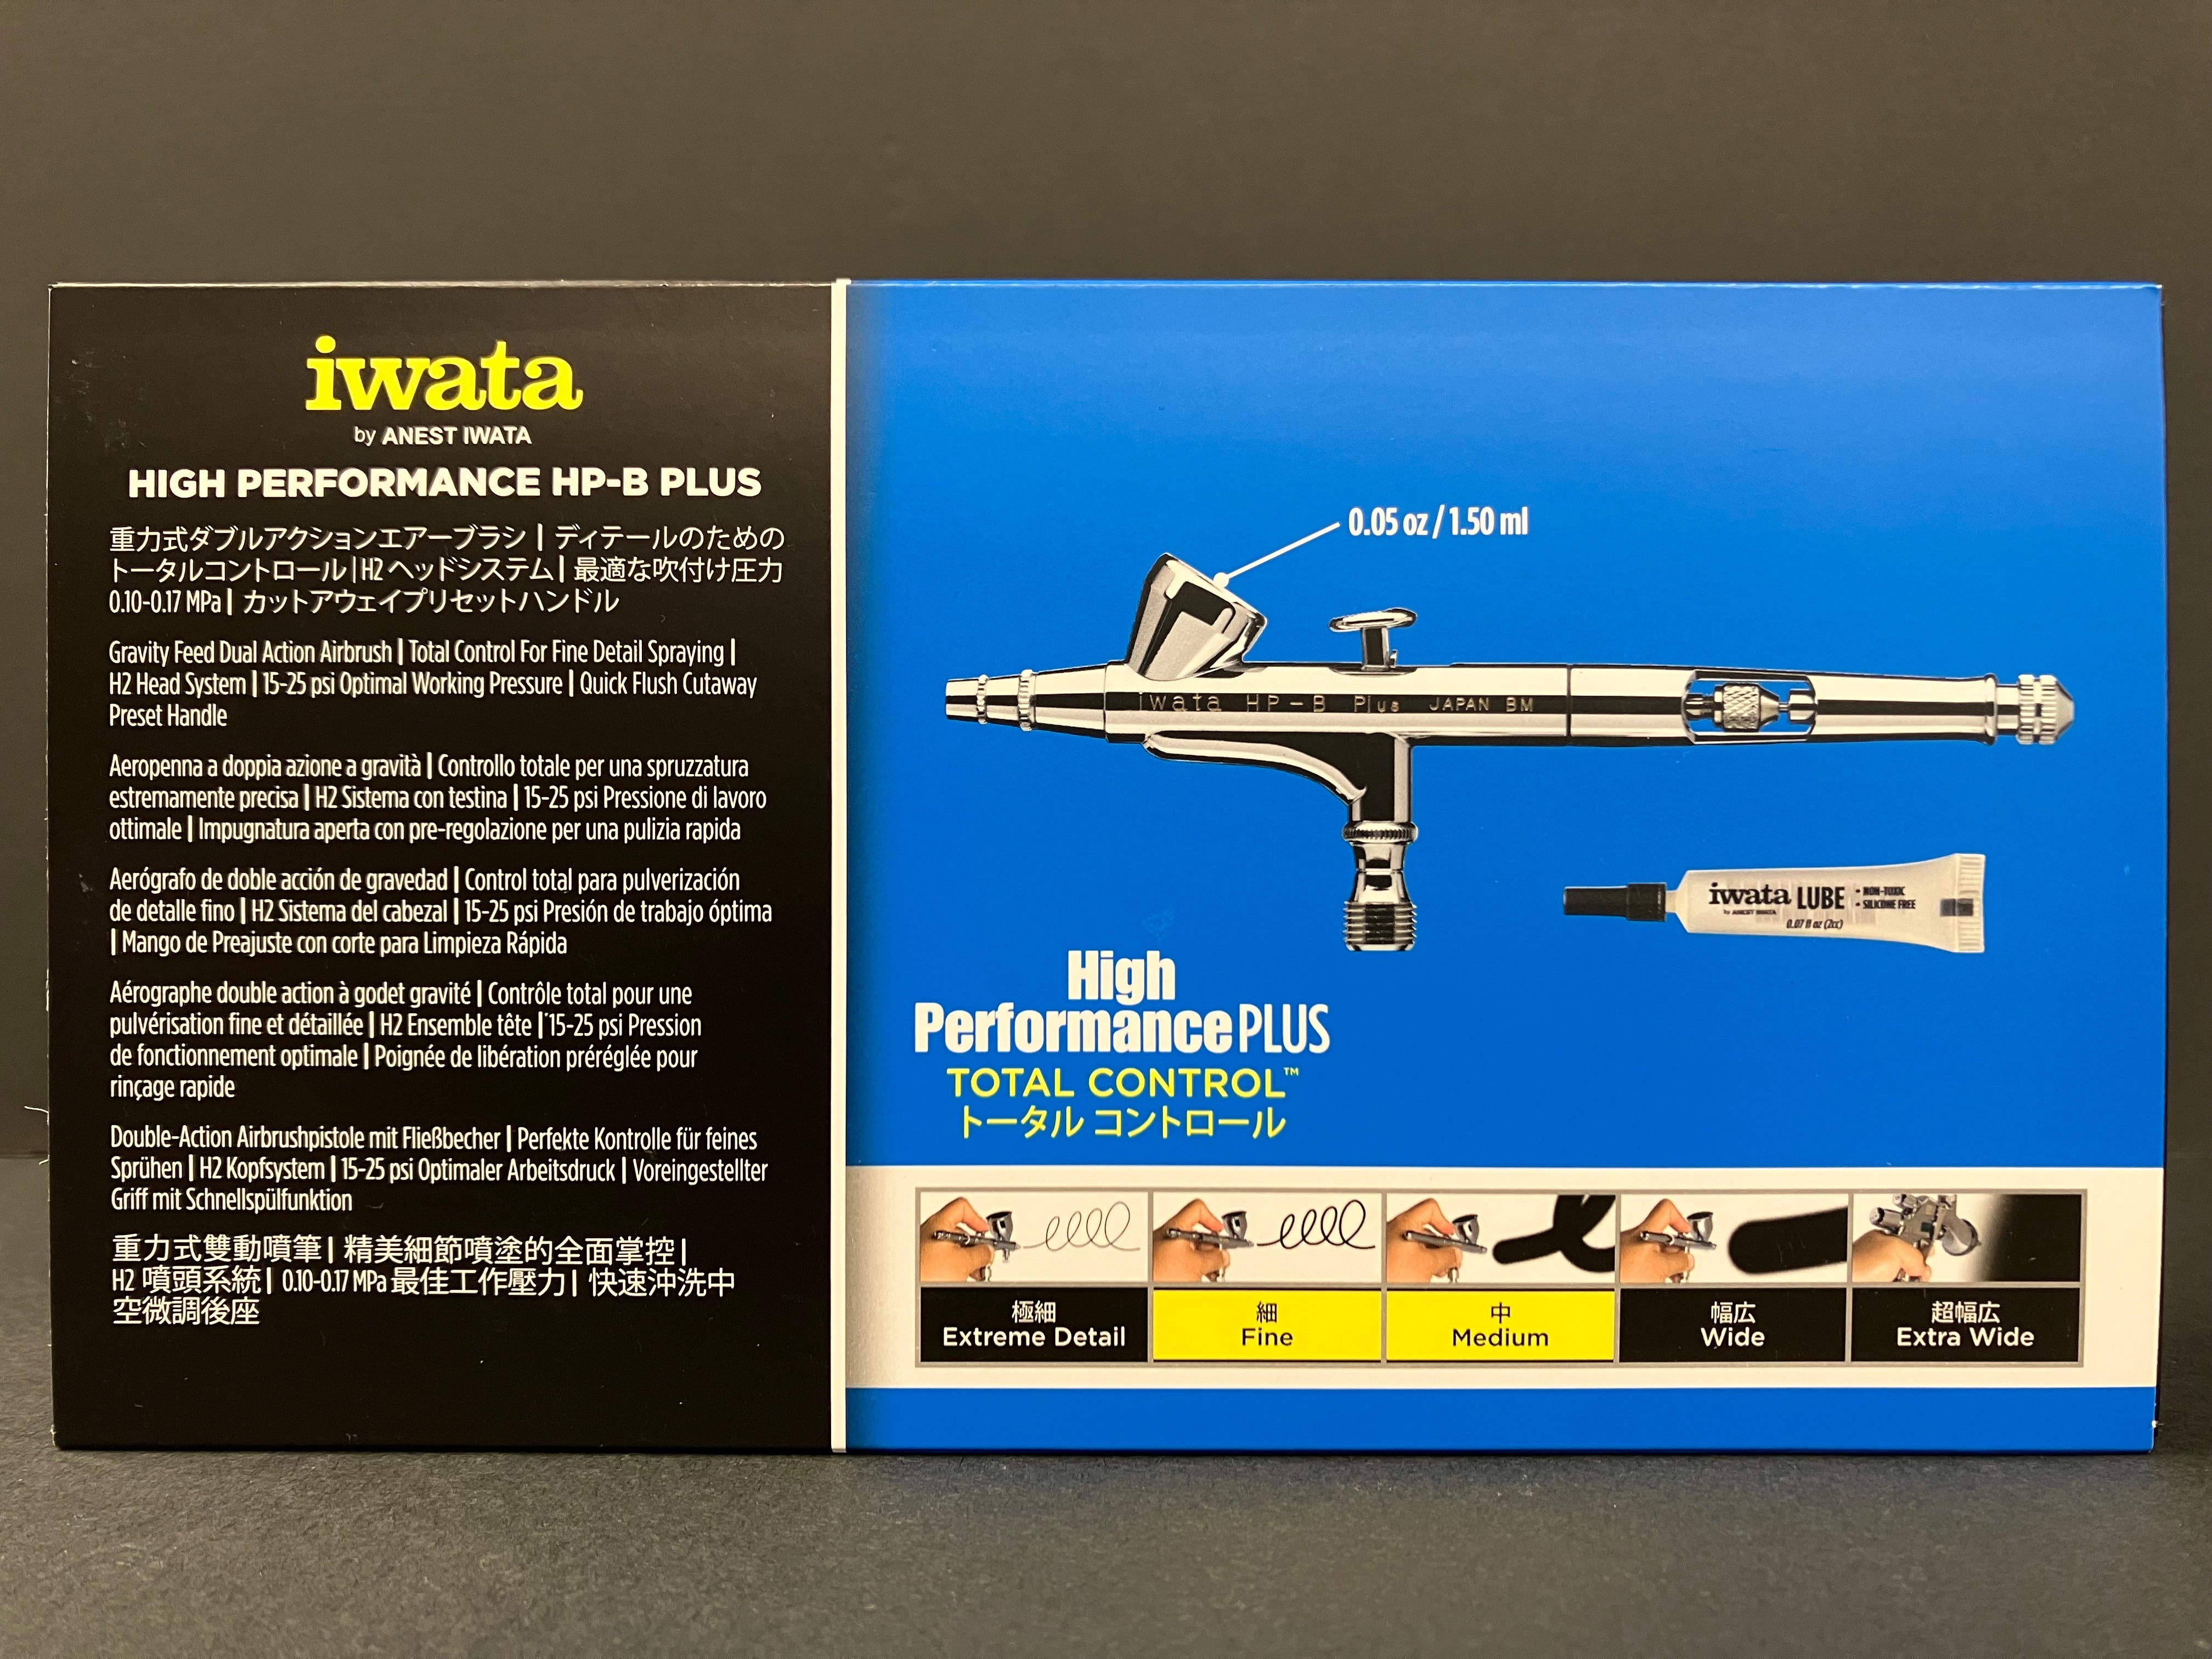 iwata
by ANEST IWATA
HIGH PERFORMANCE HP-B PLUS
重力式ダブルアクションエアーブラシ | ディテールのための
トータルコントロール | H2 ヘッドシステム | 最適な吹付け圧力
0.10-0.17 MPa | カットアウェイプリセットハンドル
Gravity Feed Dual Action Airbrush | Total Control For Fine Detail Spraying |
H2 Head System | 15-25 psi Optimal Working Pressure | Quick Flush Cutaway
Preset Handle
Aeropenna a doppia azione a gravità | Controllo totale per una spruzzatura
estremamente precisa | H2 Sistema con testina | 15-25 psi Pressione di lavoro
ottimale | Impugnatura aperta con pre-regolazione per una pulizia rapida
Aerógrafo de doble acción de gravedad | Control total para pulverización
de detalle fino | H2 Sistema del cabezal | 15-25 psi Presión de trabajo óptima
| Mango de Preajuste con corte para Limpieza Rápida
Aérographe double action à godet gravité | Contrôle total pour une
pulvérisation fine et détaillée | H2 Ensemble tête | 15-25 psi Pression
de fonctionnement optimale | Poignée de libération préréglée pour
rinçage rapide
Double-Action Airbrushpistole mit Fließbecher | Perfekte Kontrolle für feines
Sprühen | H2 Kopfsystem | 15-25 psi Optimaler Arbeitsdruck | Voreingestellter
Griff mit Schnellspülfunktion
重力式雙動噴筆 | 精美細節噴塗的全面掌控 |
H2 噴頭系統 | 0.10-0.17 MPa 最佳工作壓力 | 快速沖洗中
空微調後座
0.05 oz / 1.50 ml
iwata HP-B Plus JAPAN BM
iwata LUBE
by ANEST IWATA
• NON-TOXIC
• SILICONE FREE
0.07 fl oz (2cc)
High
Performance PLUS
TOTAL CONTROL™
トータル コントロール
極細
Extreme Detail
細
Fine
中
Medium
幅広
Wide
超幅広
Extra Wide